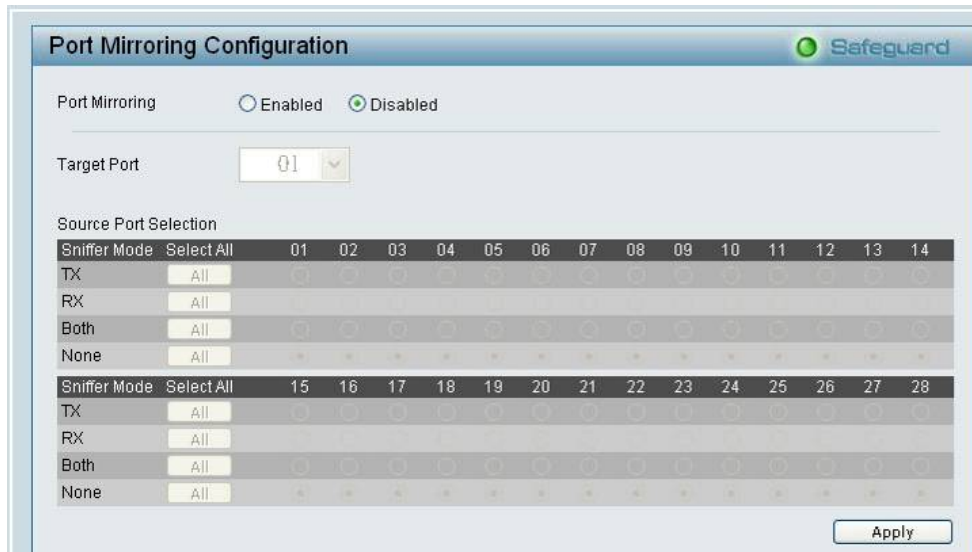 Port Mirroring Configuration
Safeguard
Port Mirroring Enabled Disabled
Target Port 01
Source Port Selection
Sniffer Mode Select All 01 02 03 04 05 06 07 08 09 10 11 12 13 14
TX All
RX All
Both All
None All
Sniffer Mode Select All 15 16 17 18 19 20 21 22 23 24 25 26 27 28
TX All
RX All
Both All
None All
Apply